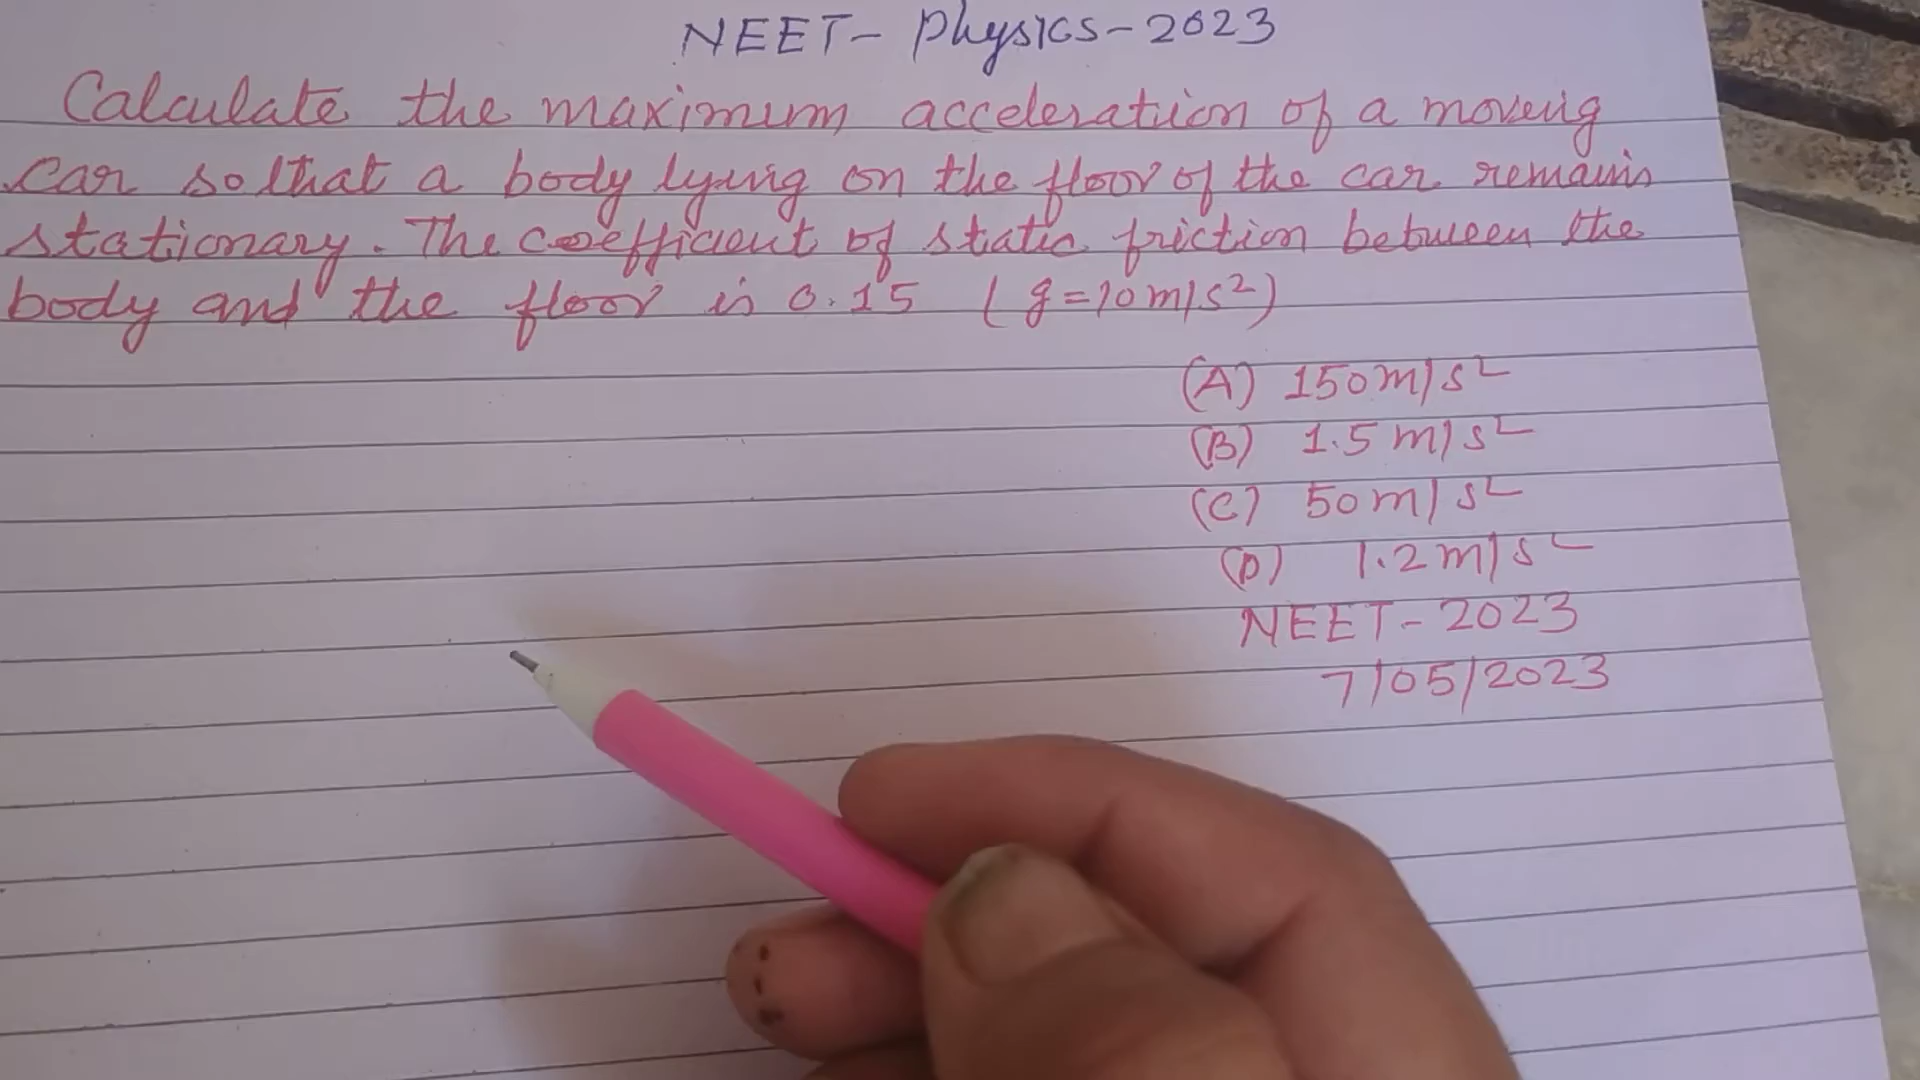 NEET- Physics-2023
Calculate the maximum acceleration of a moving
car so that a body lying on the floor of the car remains
stationary. The coefficient of static friction between the
body and the floor is 0.15 (g=10m/s²)
(A) 150m/s²
(B) 1.5 m/s²
(C) 50m/s²
(D) 1.2m/s²
NEET-2023
7/05/2023